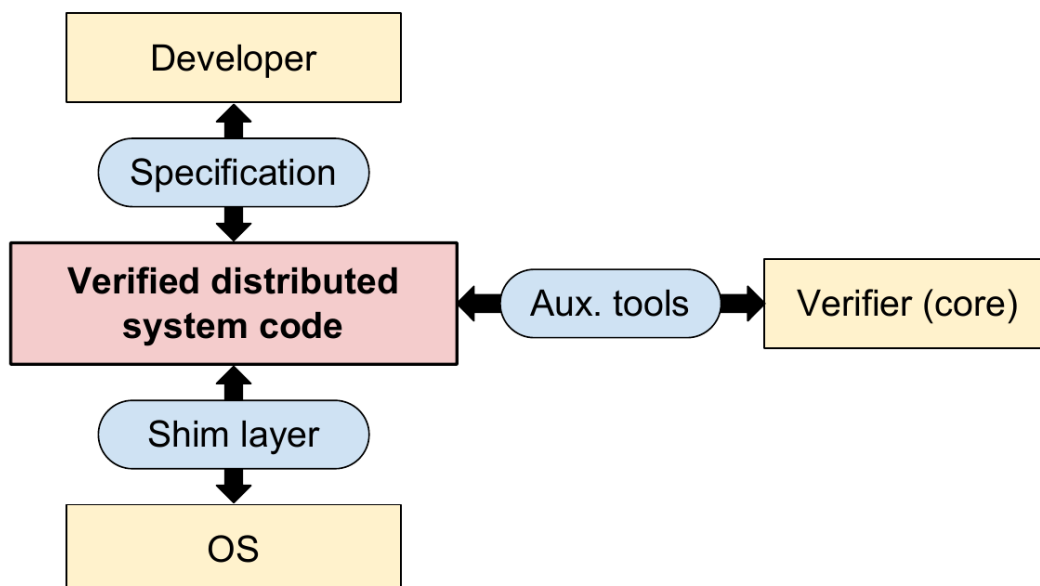 Developer
Specification
Verified distributed
system code
Aux. tools
Verifier (core)
Shim layer
OS